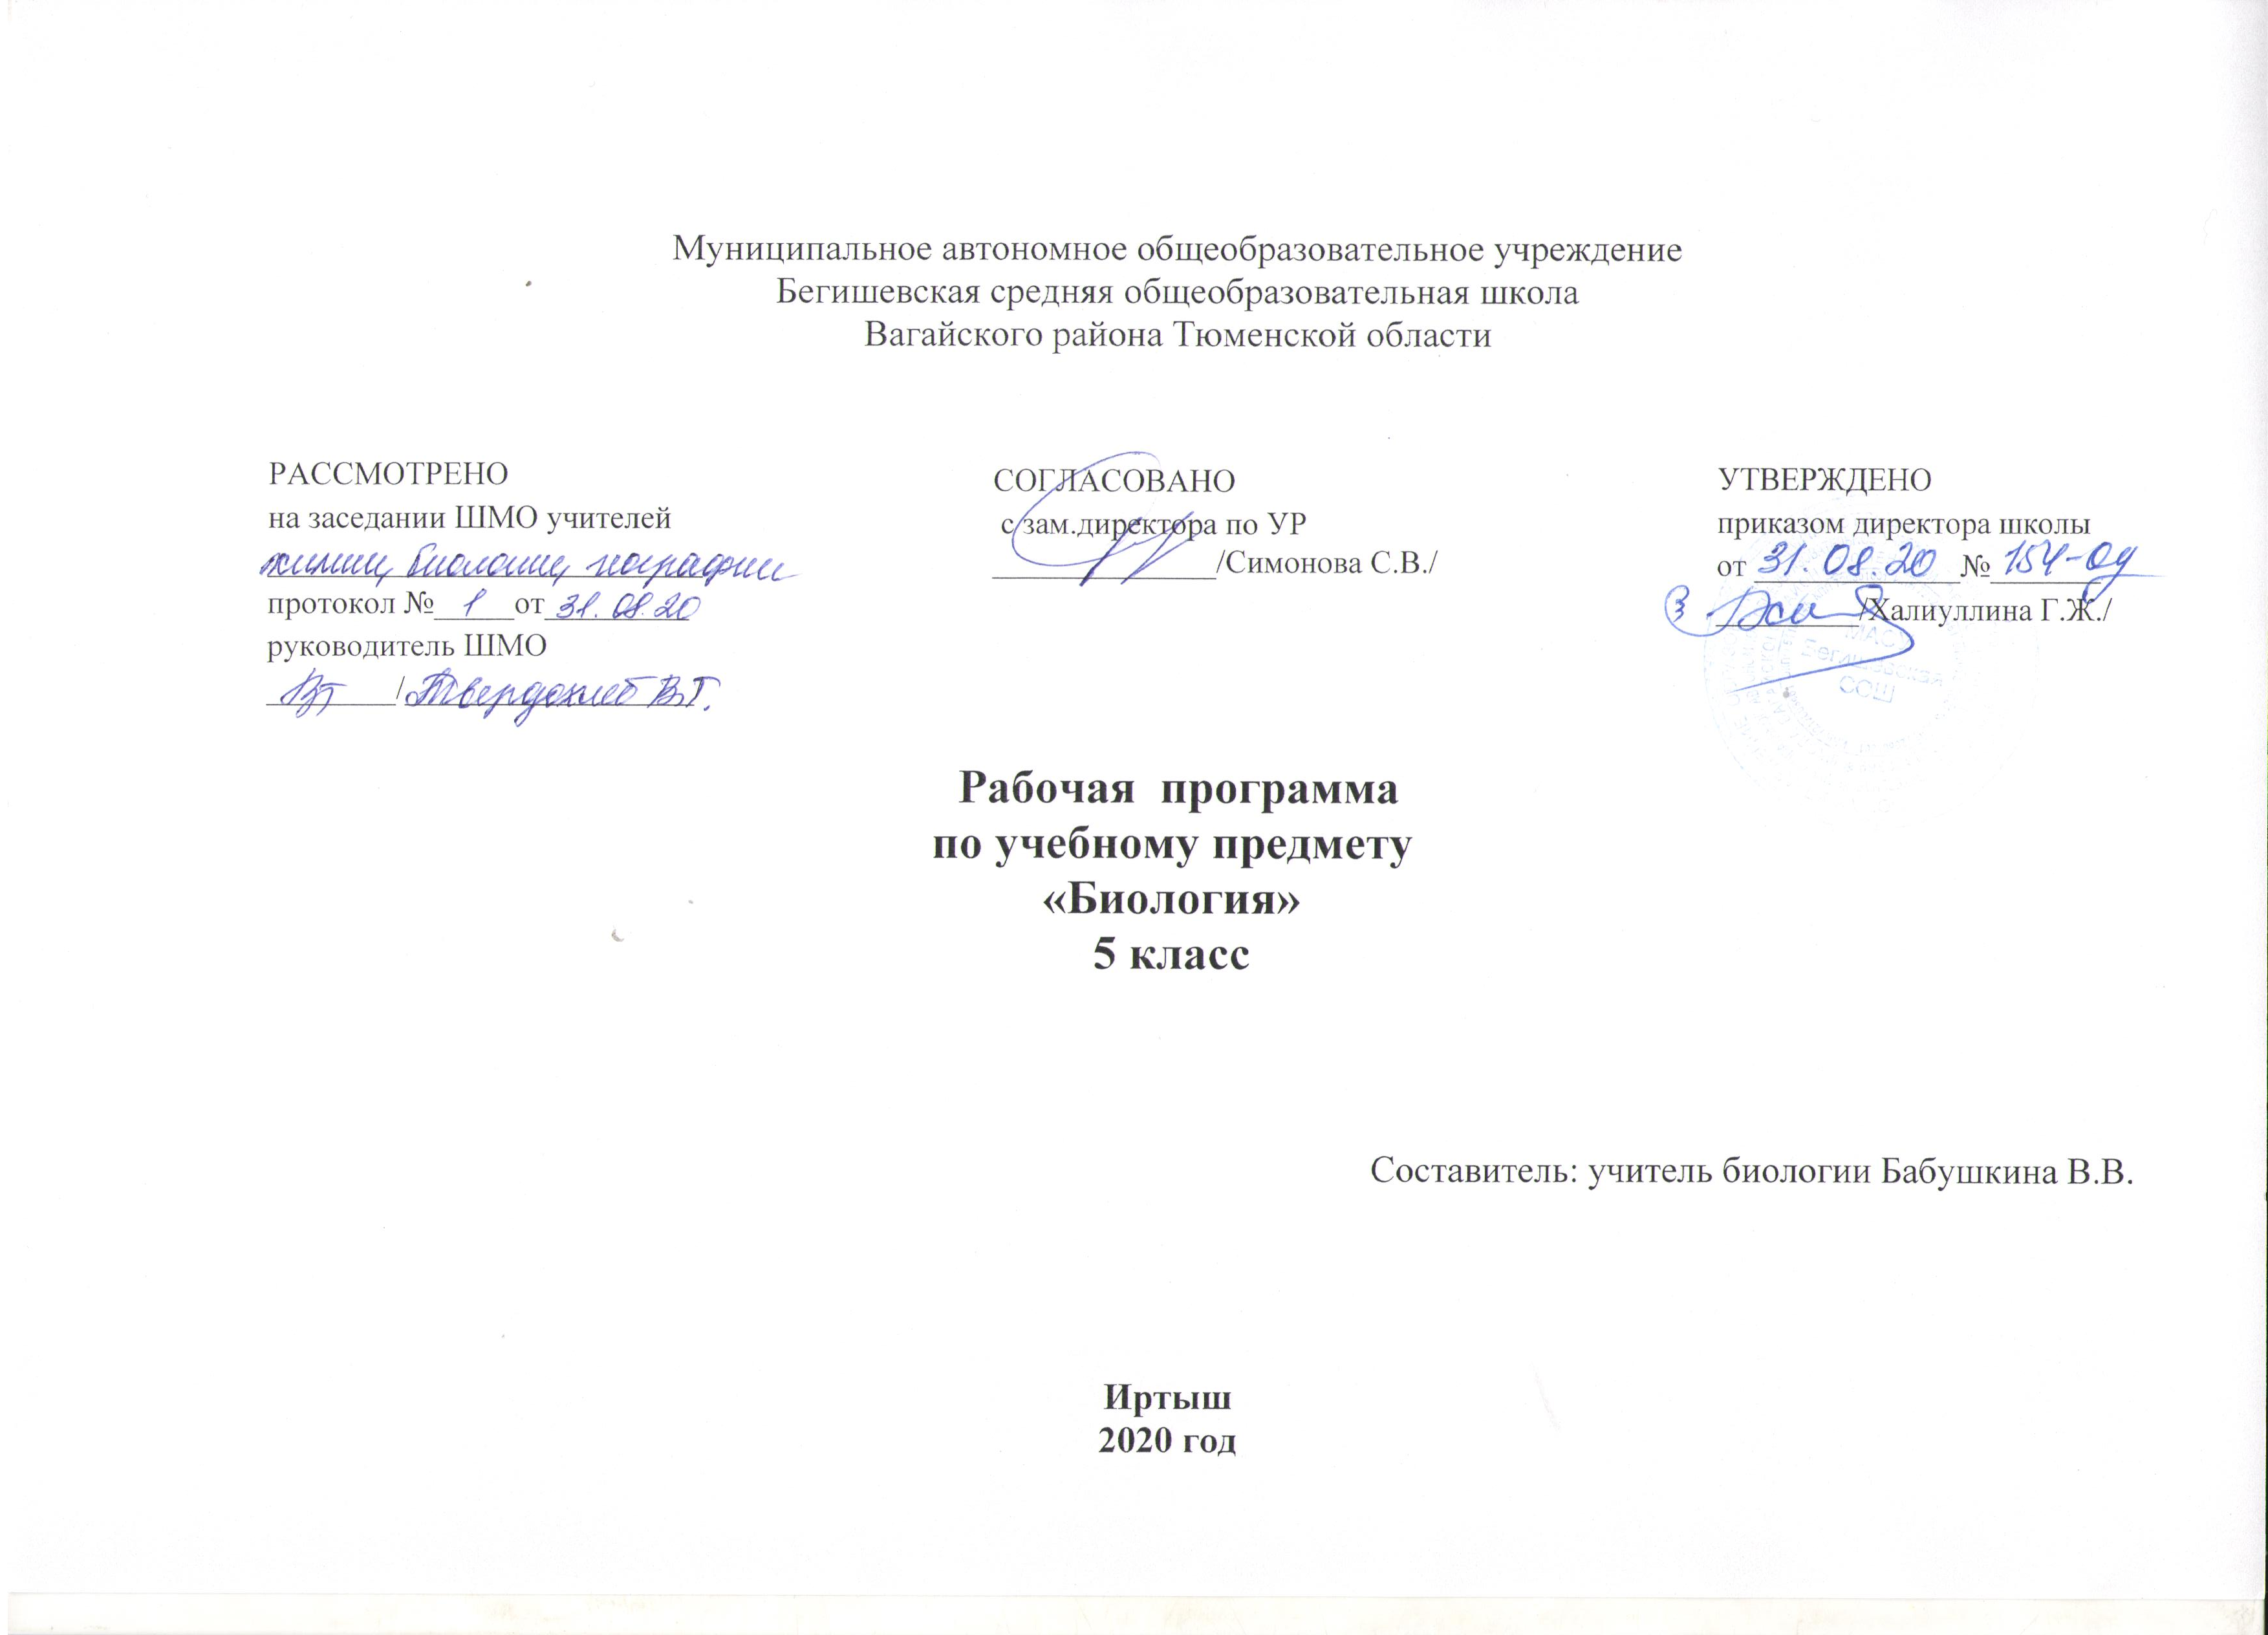 Муниципальное автономное общеобразовательное учреждение
Бегишевская средняя общеобразовательная школа
Вагайского района Тюменской области
РАССМОТРЕНО
на заседании ШМО учителей
химии, биологии, географии
протокол № 1 от 31.08.20
руководитель ШМО
/Твердохлеб В.Г.
СОГЛАСОВАНО
с зам.директора по УР
/Симонова С.В./
УТВЕРЖДЕНО
приказом директора школы
от 31.08.20 № 154-од
/Халиуллина Г.Ж./
МАОУ
Бегишевская
СОШ
Рабочая программа
по учебному предмету
«Биология»
5 класс
Составитель: учитель биологии Бабушкина В.В.
Иртыш
2020 год